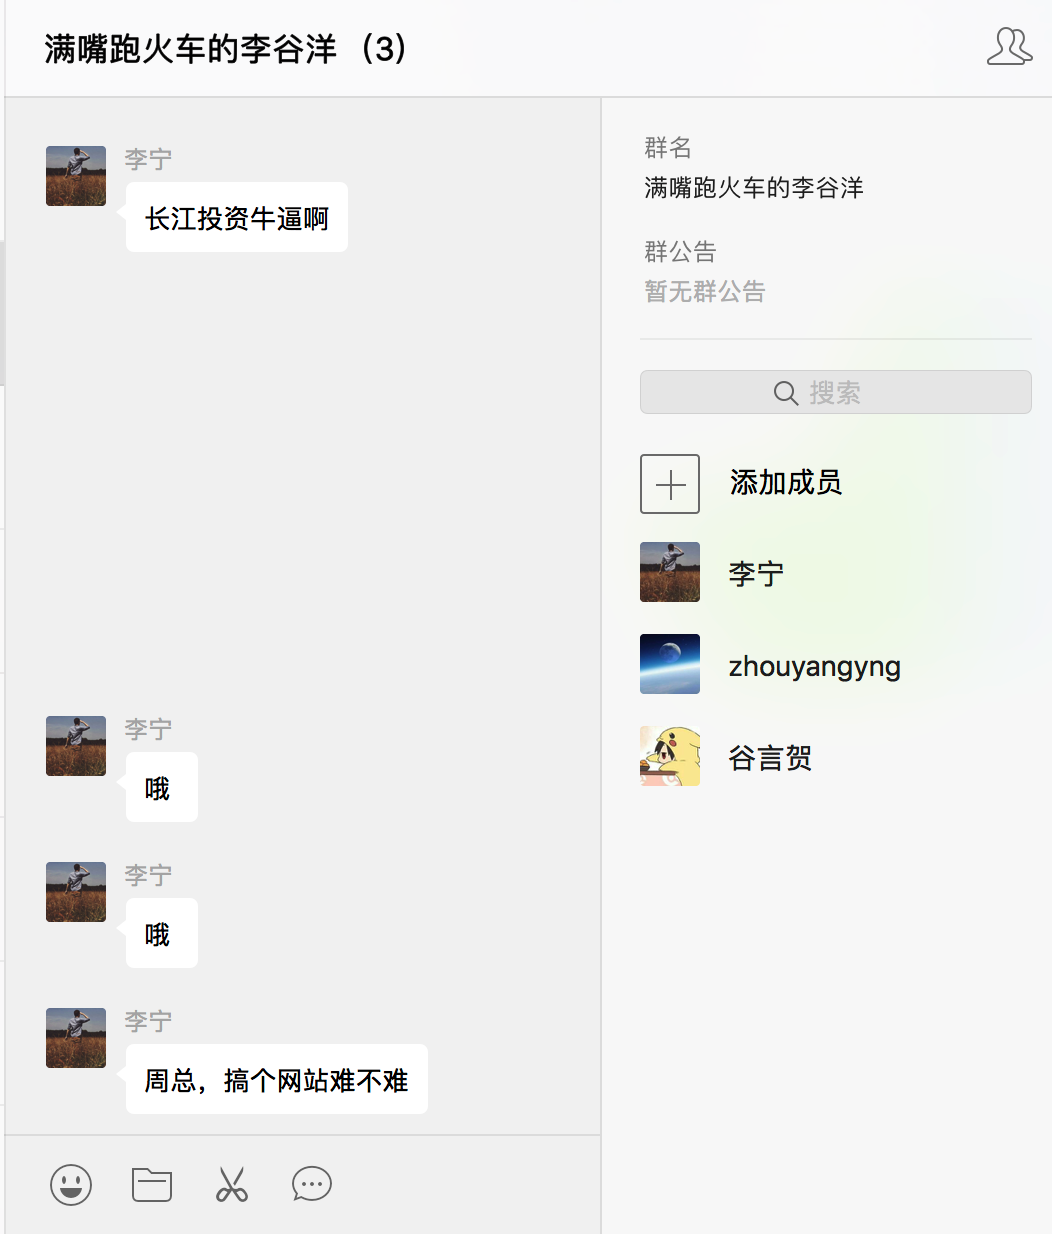 满嘴跑火车的李谷洋（3）
李宁
长江投资牛逼啊
李宁
哦
李宁
哦
李宁
周总，搞个网站难不难
群名
满嘴跑火车的李谷洋
群公告
暂无群公告
搜索
添加成员
李宁
zhouyangyng
谷言贺